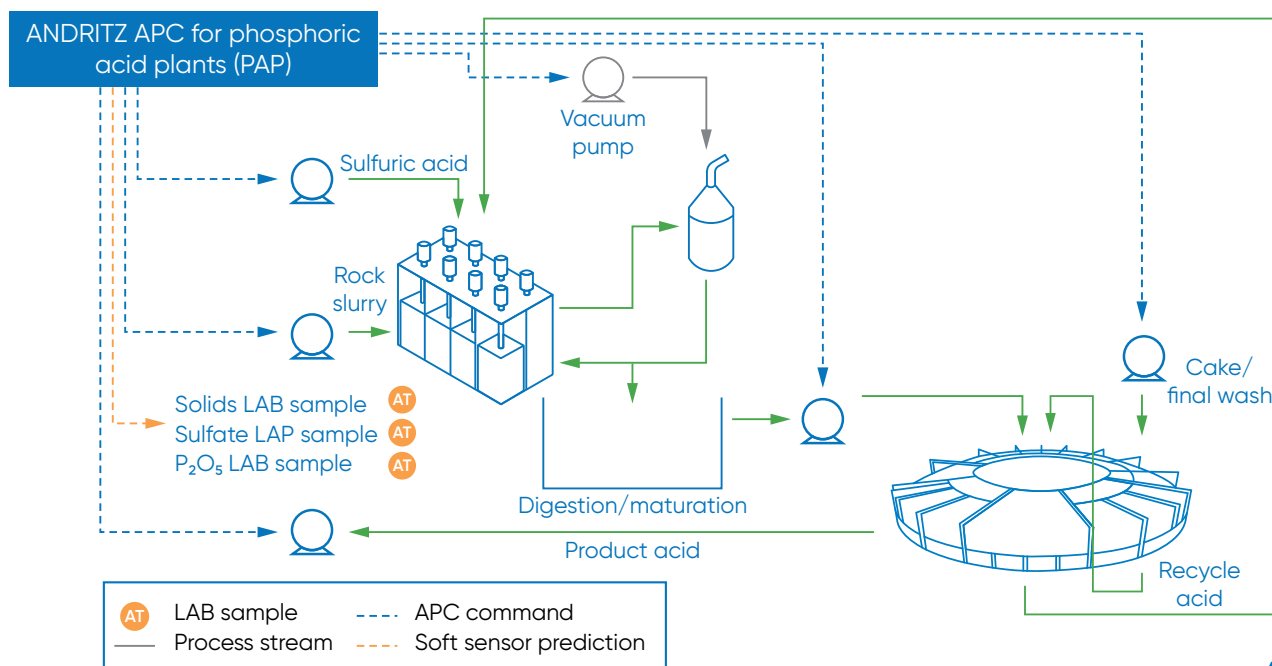 ANDRITZ APC for phosphoric
acid plants (PAP)
Vacuum
pump
Sulfuric acid
Rock
slurry
Cake/
final wash
Solids LAB sample AT
Sulfate LAP sample AT
P₂O₅ LAB sample AT
Digestion/maturation
Product acid
Recycle
acid
AT LAB sample APC command
Process stream Soft sensor prediction